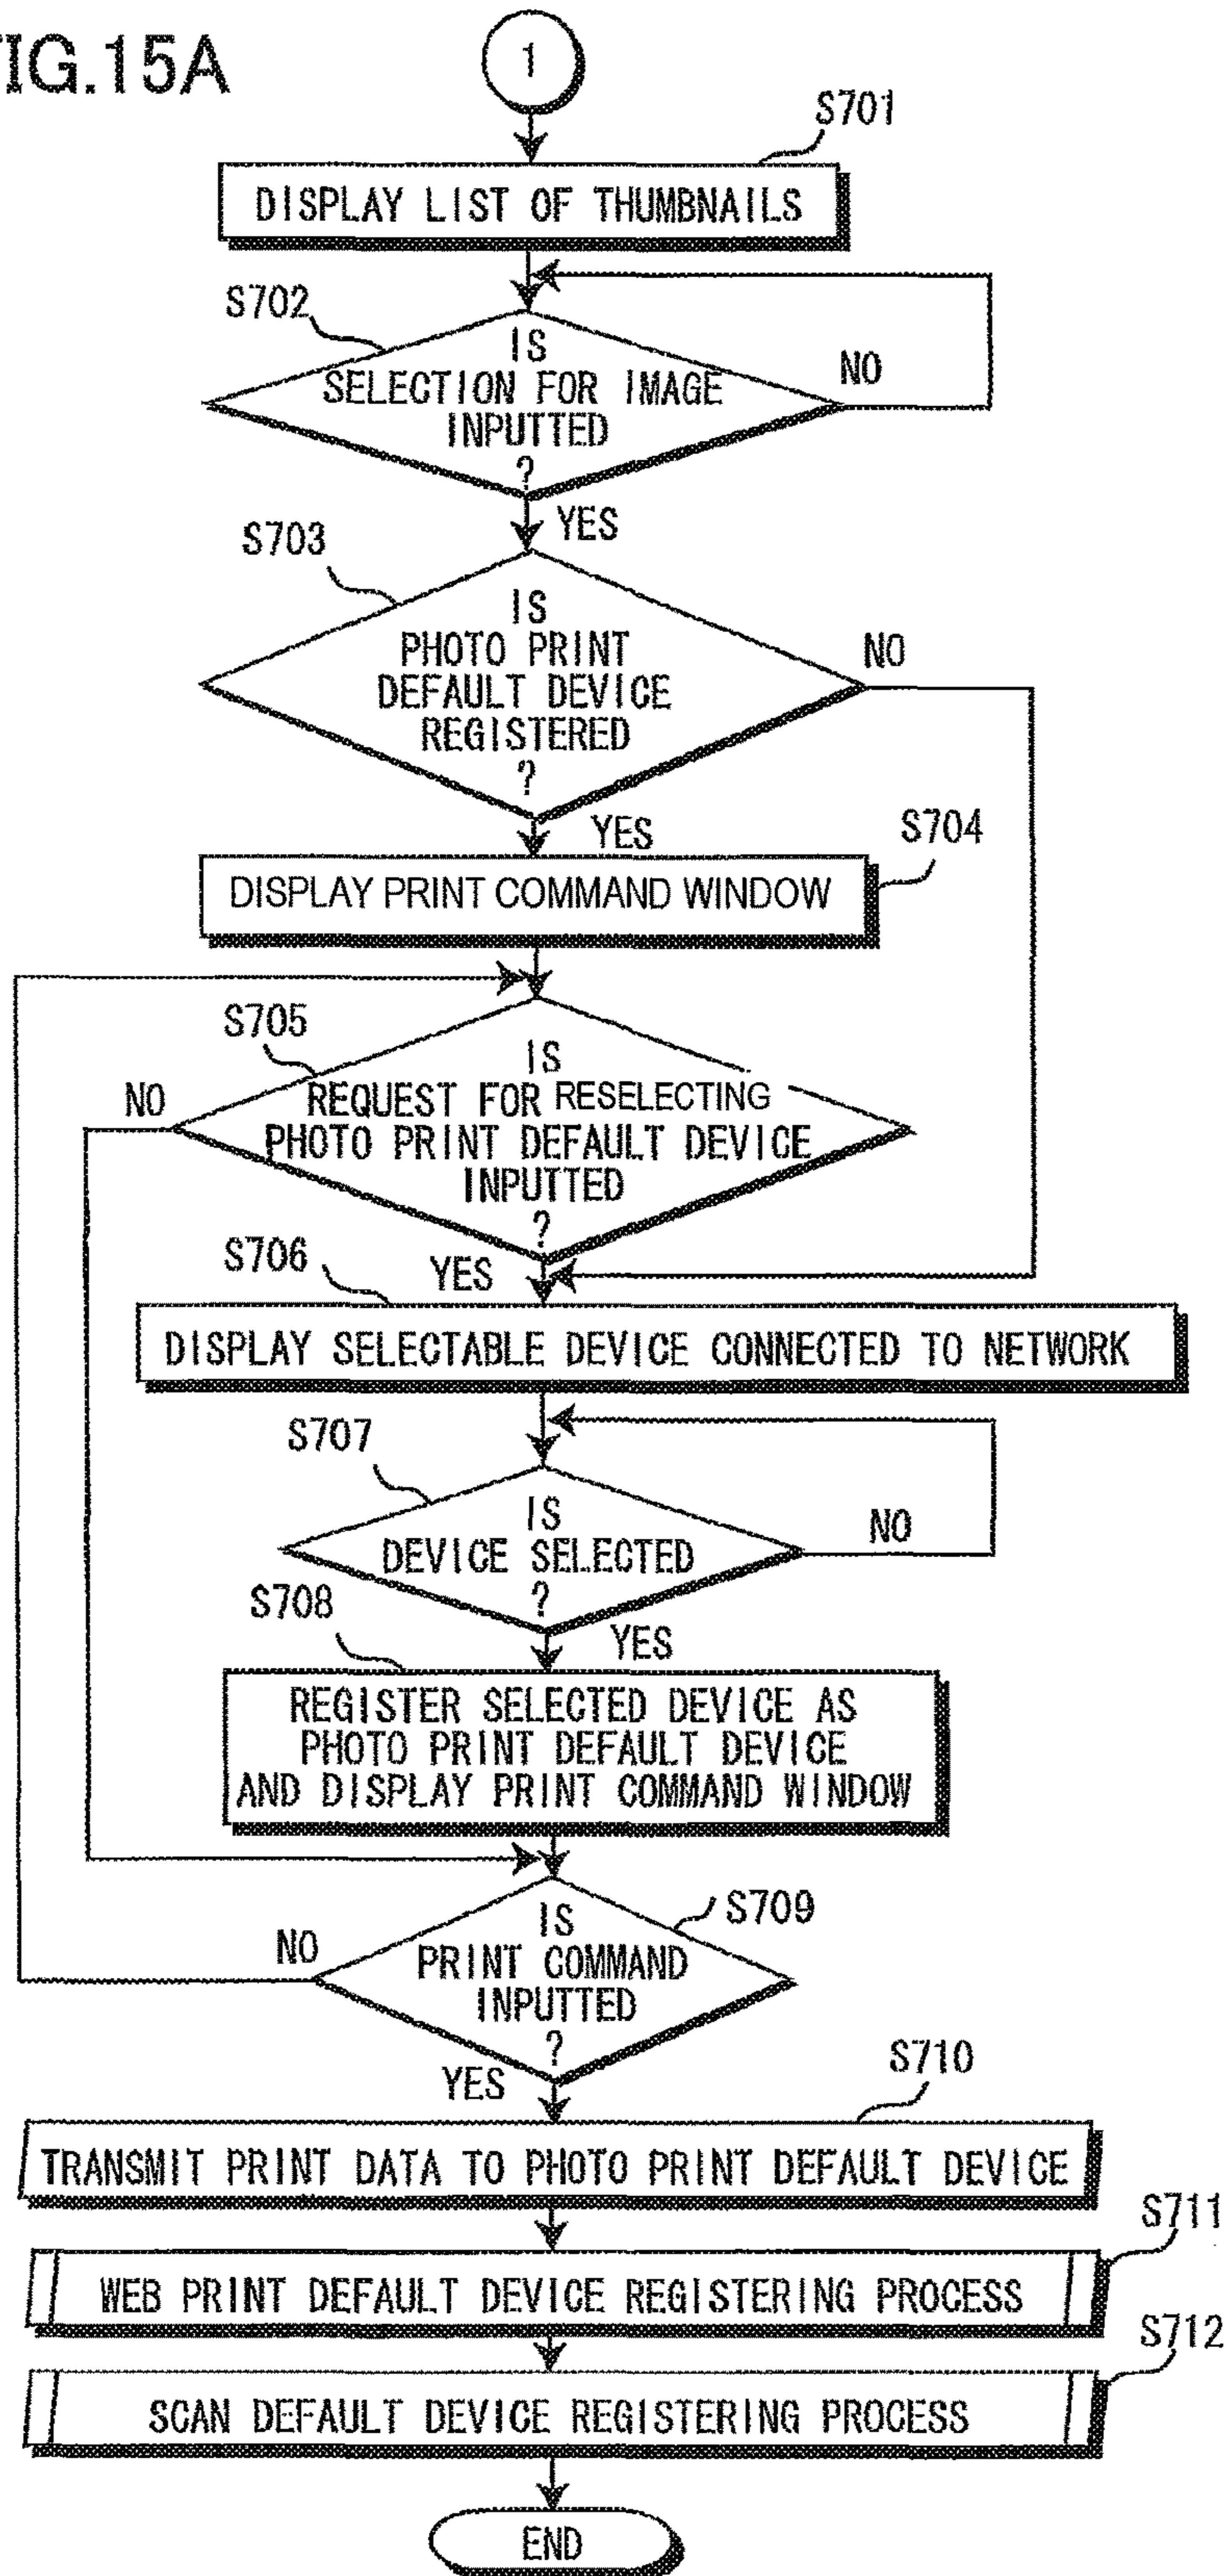 FIG.15A
1
S701
DISPLAY LIST OF THUMBNAILS
S702
IS
SELECTION FOR IMAGE
INPUTTED
?
NO
YES
S703
IS
PHOTO PRINT
DEFAULT DEVICE
REGISTERED
?
NO
YES
S704
DISPLAY PRINT COMMAND WINDOW
S705
IS
REQUEST FOR RESELECTING
PHOTO PRINT DEFAULT DEVICE
INPUTTED
?
NO
YES
S706
DISPLAY SELECTABLE DEVICE CONNECTED TO NETWORK
S707
IS
DEVICE SELECTED
?
NO
YES
S708
REGISTER SELECTED DEVICE AS
PHOTO PRINT DEFAULT DEVICE
AND DISPLAY PRINT COMMAND WINDOW
S709
IS
PRINT COMMAND
INPUTTED
?
NO
YES
S710
TRANSMIT PRINT DATA TO PHOTO PRINT DEFAULT DEVICE
S711
WEB PRINT DEFAULT DEVICE REGISTERING PROCESS
S712
SCAN DEFAULT DEVICE REGISTERING PROCESS
END